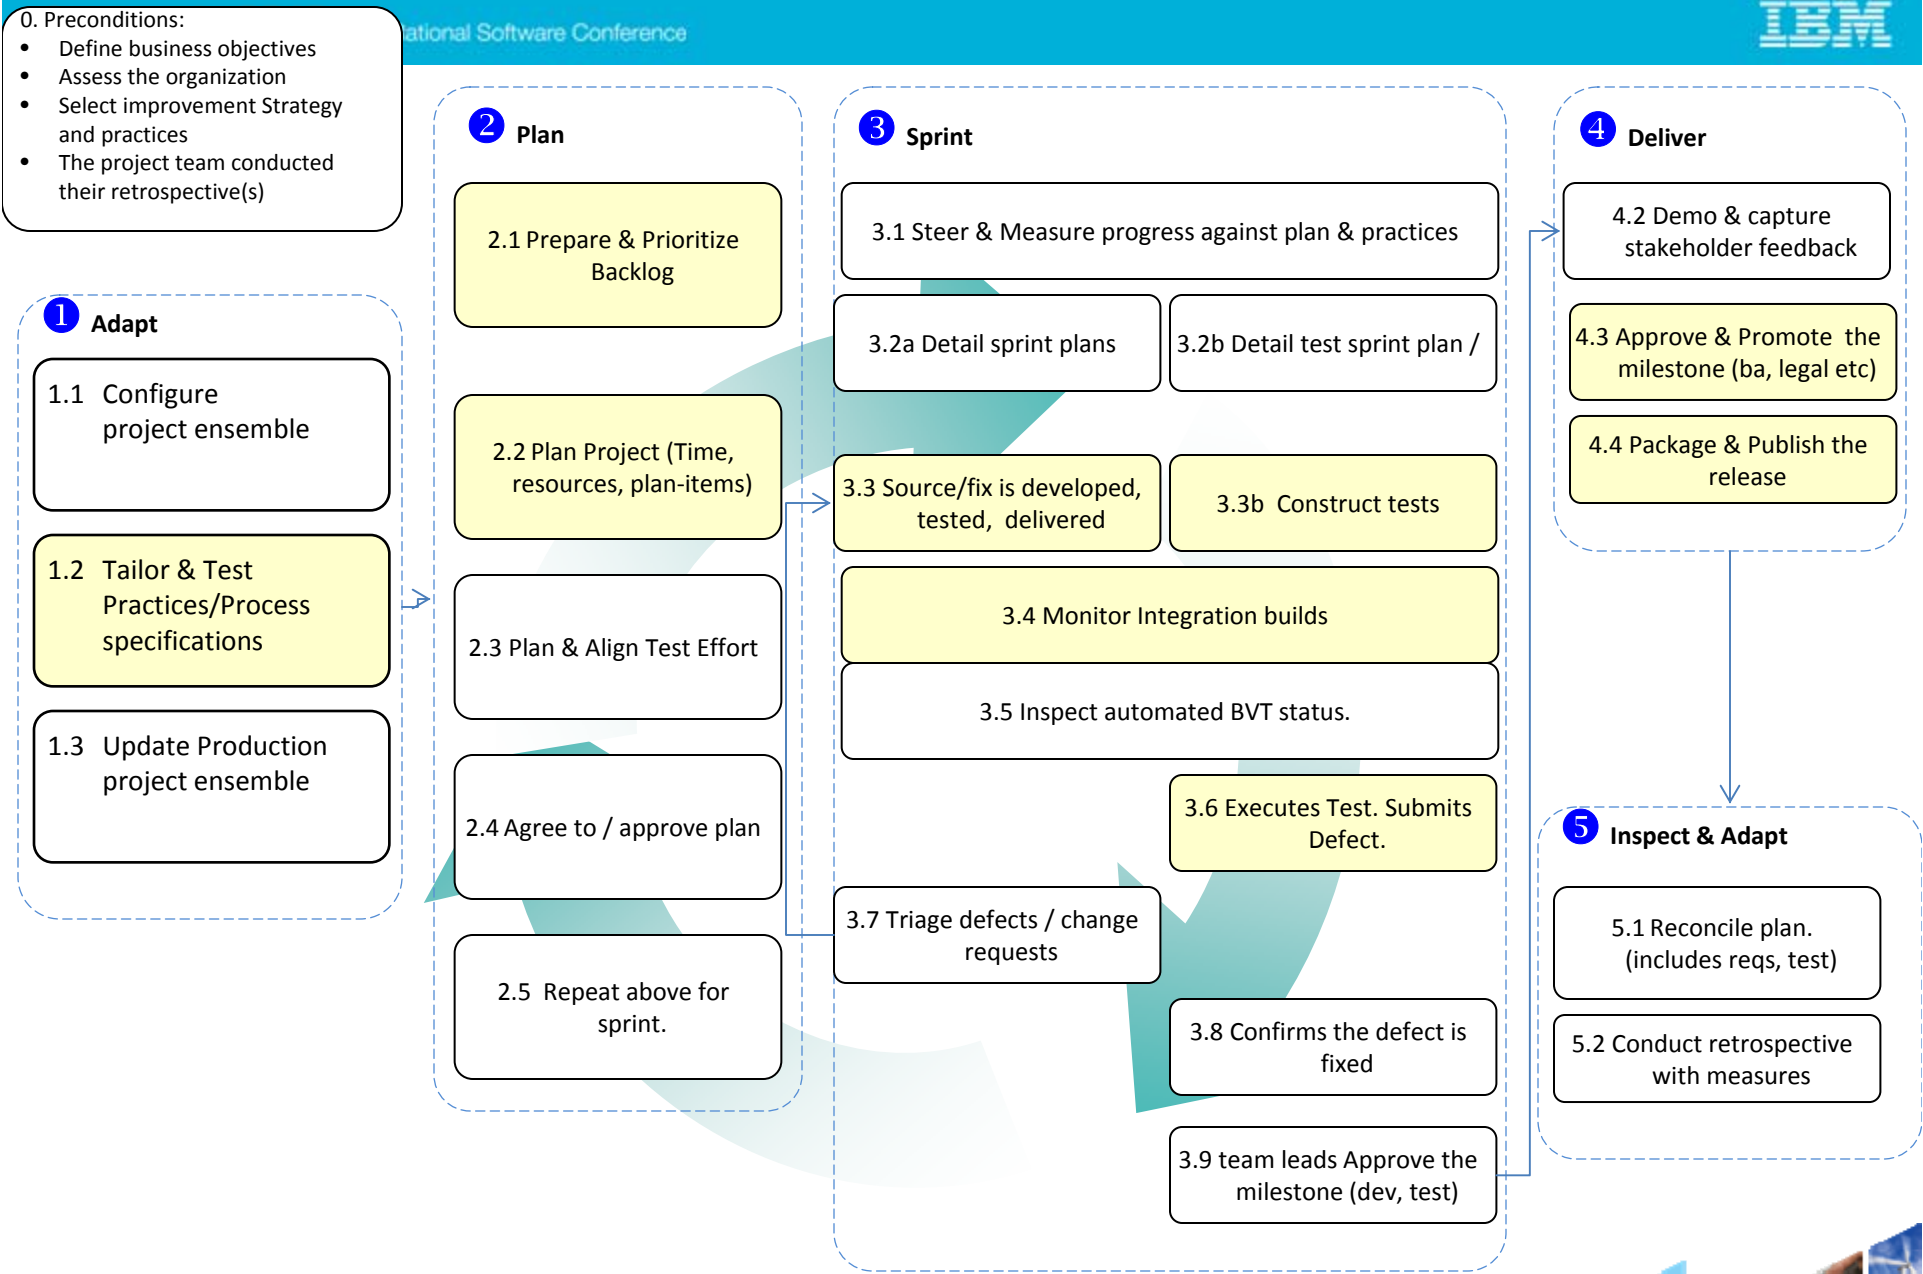 0. Preconditions:
• Define business objectives
• Assess the organization
• Select improvement Strategy
and practices
• The project team conducted
their retrospective(s)
ational Software Conference
IBM
1 Adapt
1.1 Configure
project ensemble
1.2 Tailor & Test
Practices/Process
specifications
1.3 Update Production
project ensemble
2 Plan
2.1 Prepare & Prioritize
Backlog
2.2 Plan Project (Time,
resources, plan-items)
2.3 Plan & Align Test Effort
2.4 Agree to / approve plan
2.5 Repeat above for
sprint.
3 Sprint
3.1 Steer & Measure progress against plan & practices
3.2a Detail sprint plans
3.2b Detail test sprint plan /
3.3 Source/fix is developed,
tested, delivered
3.3b Construct tests
3.4 Monitor Integration builds
3.5 Inspect automated BVT status.
3.6 Executes Test. Submits
Defect.
3.7 Triage defects / change
requests
3.8 Confirms the defect is
fixed
3.9 team leads Approve the
milestone (dev, test)
4 Deliver
4.2 Demo & capture
stakeholder feedback
4.3 Approve & Promote the
milestone (ba, legal etc)
4.4 Package & Publish the
release
5 Inspect & Adapt
5.1 Reconcile plan.
(includes reqs, test)
5.2 Conduct retrospective
with measures